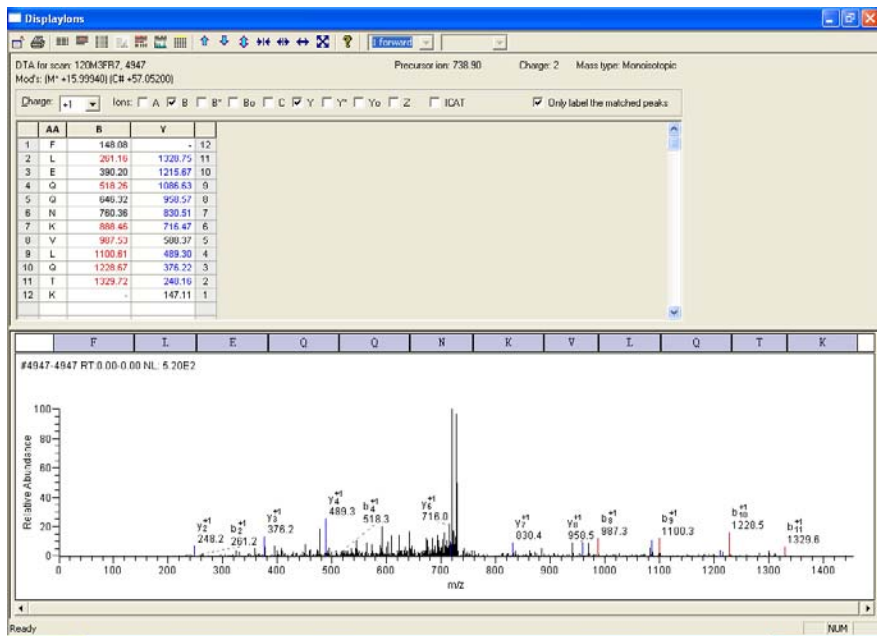 DisplayIons
1 forward
DTA for scan: 120M3FR7, 4947 Precursor ion: 738.90 Charge: 2 Mass type: Monoisotopic
Mod's: (M* +15.99940) (C# +57.05200)
Charge: +1 Ions: A B B* Bo C Y Y* Yo Z ICAT Only label the matched peaks
AA B Y
1 F 148.08 - 12
2 L 261.16 1328.75 11
3 E 390.20 1215.67 10
4 Q 518.26 1086.63 9
5 Q 646.32 958.57 8
6 N 760.36 830.51 7
7 K 888.46 716.47 6
8 V 987.53 588.37 5
9 L 1100.61 489.30 4
10 Q 1228.67 376.22 3
11 T 1329.72 248.16 2
12 K - 147.11 1
F L E Q Q N K V L Q T K
#4947-4947 RT:0.00-0.00 NL: 5.20E2
Relative Abundance
100
80
60
40
20
0
y2+1 248.2
b2+1 261.2
y3+1 376.2
y4+1 489.3
b4+1 518.3
y6+1 716.0
y7+1 830.4
y8+1 958.5
b8+1 987.3
b9+1 1100.3
b10+1 1228.5
b11+1 1329.6
0 100 200 300 400 500 600 700 800 900 1000 1100 1200 1300 1400
m/z
Ready NUM